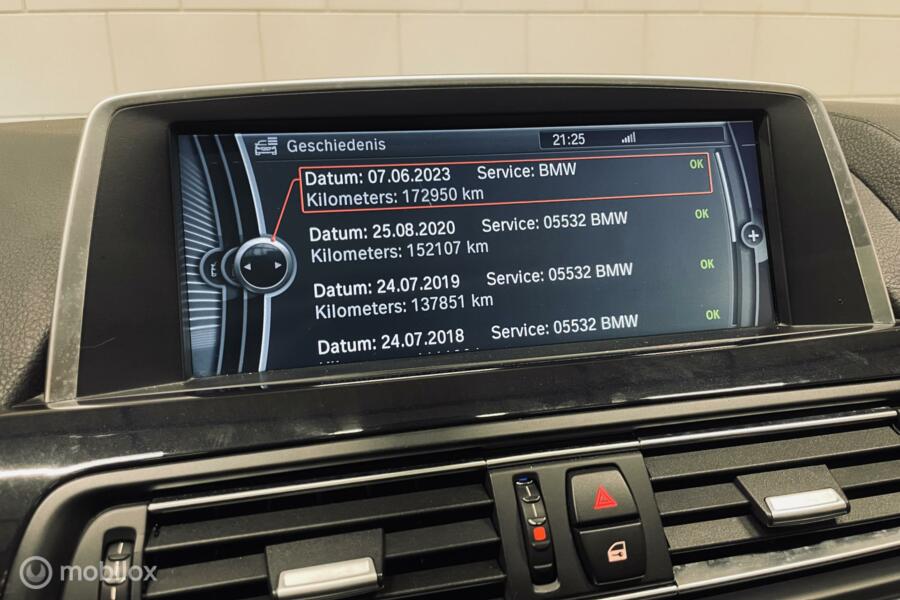 Geschiedenis 21:25
Datum: 07.06.2023 Service: BMW OK
Kilometers: 172950 km
Datum: 25.08.2020 Service: 05532 BMW OK
Kilometers: 152107 km
Datum: 24.07.2019 Service: 05532 BMW OK
Kilometers: 137851 km
Datum: 24.07.2018 Service: 05532 BMW OK
mobilox